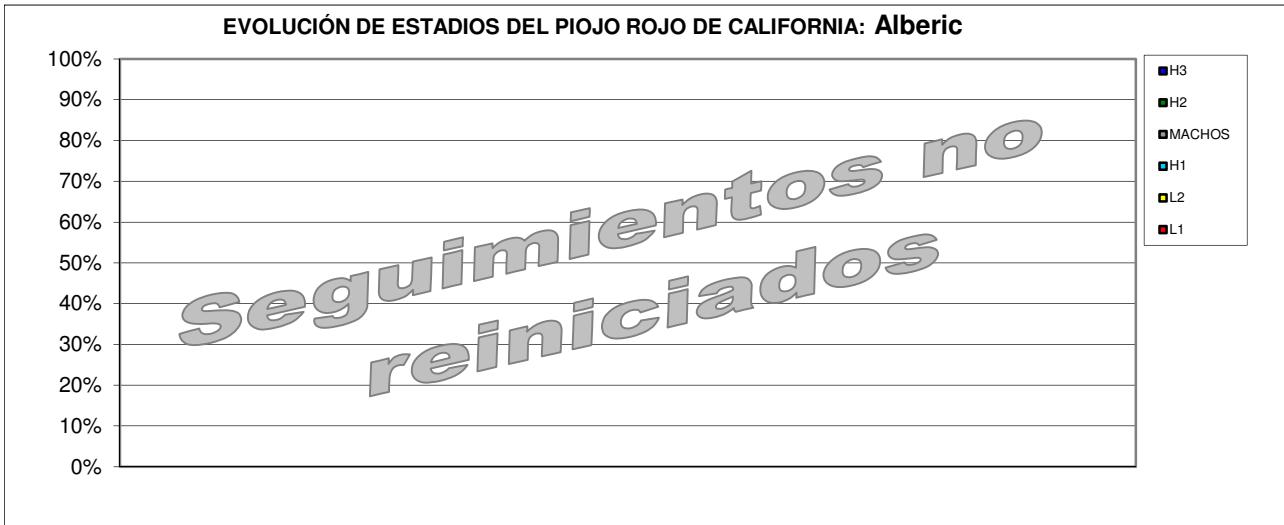 EVOLUCIÓN DE ESTADIOS DEL PIOJO ROJO DE CALIFORNIA: Alberic
100%
90%
80%
70%
60%
50%
40%
30%
20%
10%
0%
Seguimientos no
reiniciados
H3
H2
MACHOS
H1
L2
L1